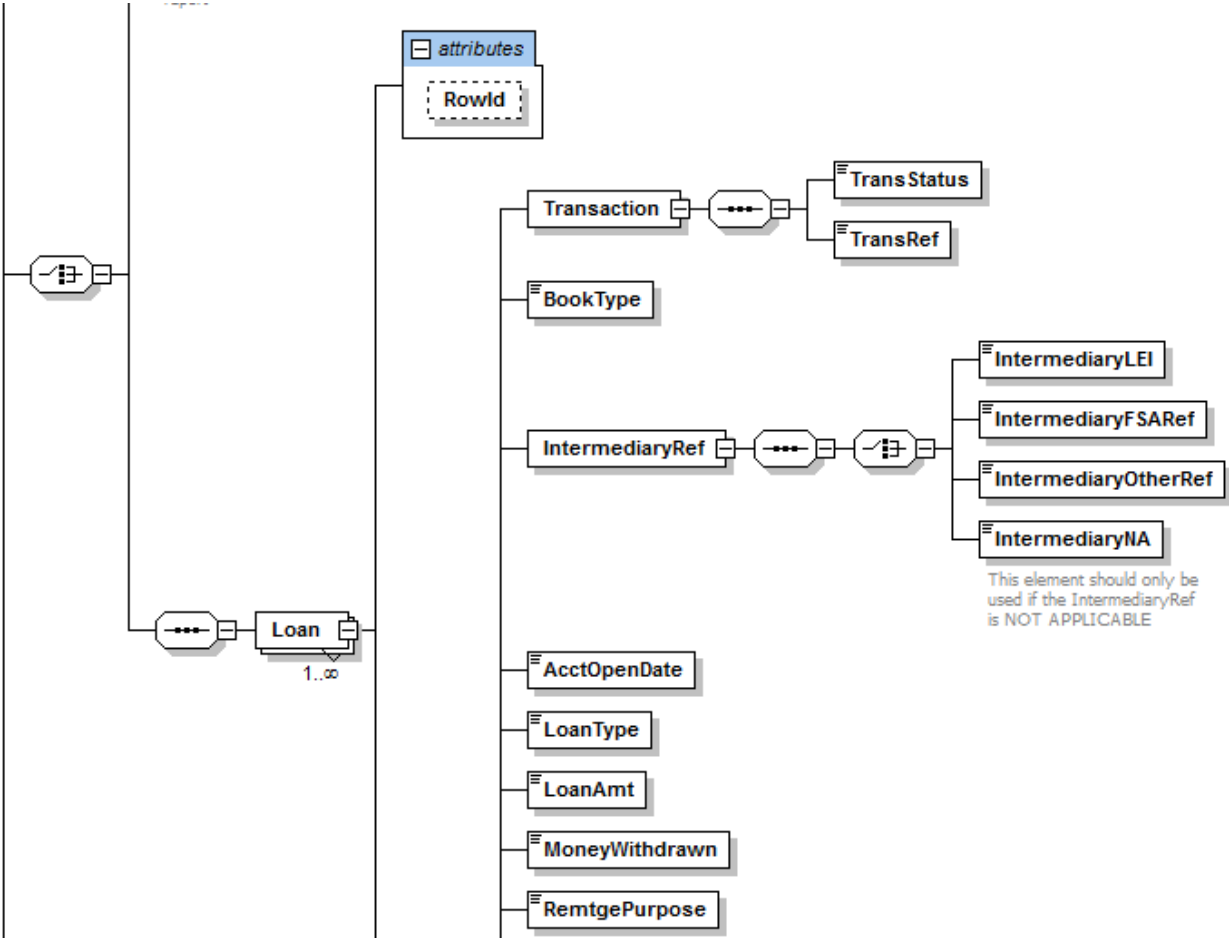 attributes
RowId
TransStatus
Transaction
TransRef
BookType
IntermediaryLEI
IntermediaryFSARef
IntermediaryRef
IntermediaryOtherRef
IntermediaryNA
This element should only be
used if the IntermediaryRef
is NOT APPLICABLE
Loan
1..∞
AcctOpenDate
LoanType
LoanAmt
MoneyWithdrawn
RemtgePurpose